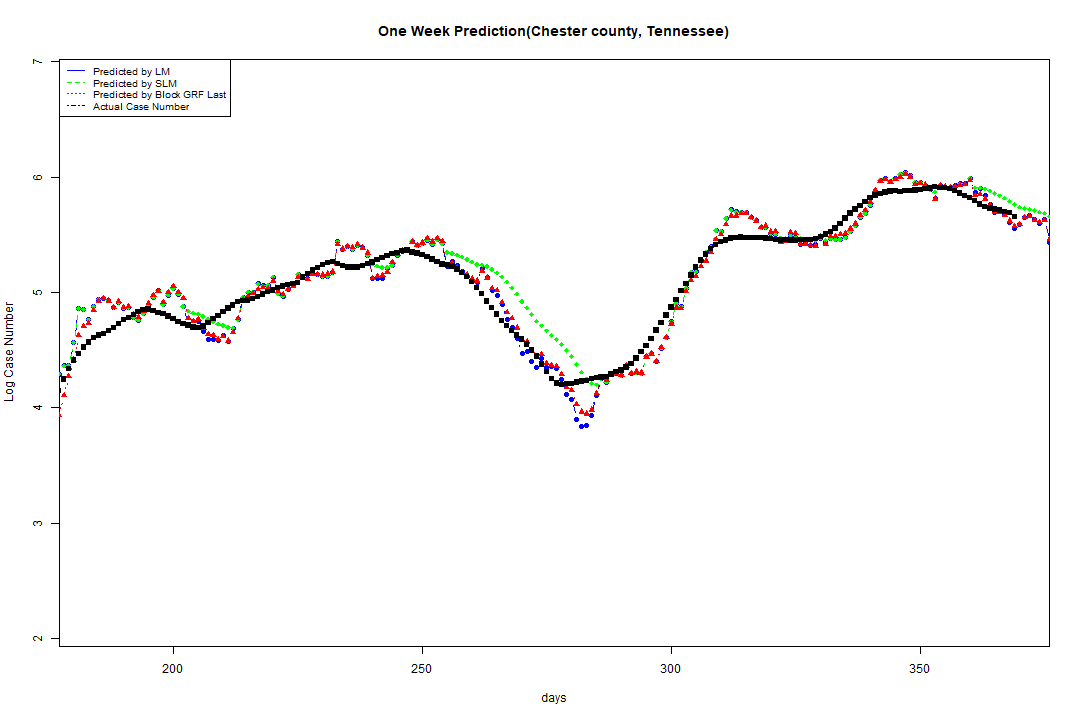 One Week Prediction(Chester county, Tennessee)
Predicted by LM
Predicted by SLM
Predicted by Block GRF Last
Actual Case Number
7
6
5
4
3
2
Log Case Number
200 250 300 350
days